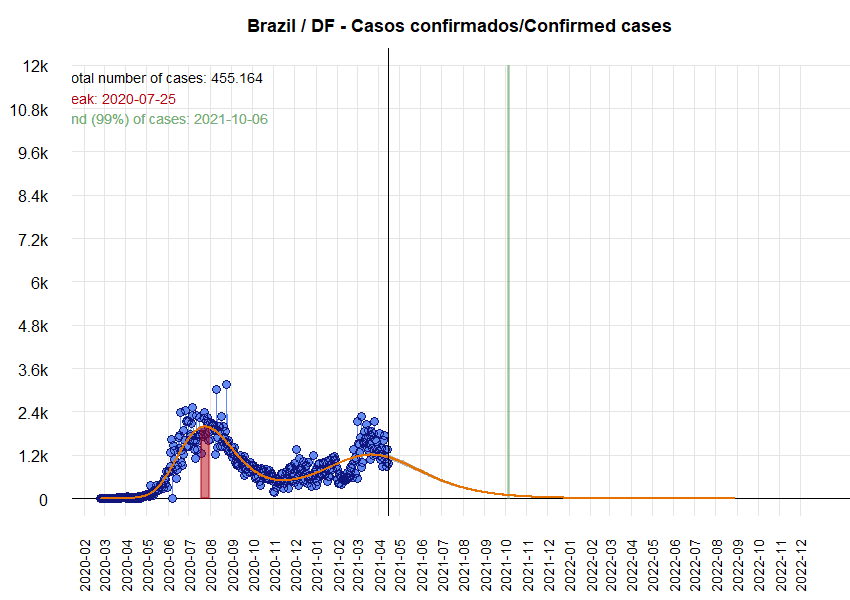 Brazil / DF - Casos confirmados/Confirmed cases
otal number of cases: 455.164
eak: 2020-07-25
nd (99%) of cases: 2021-10-06
12k
10.8k
9.6k
8.4k
7.2k
6k
4.8k
3.6k
2.4k
1.2k
0
2020-02
2020-03
2020-04
2020-05
2020-06
2020-07
2020-08
2020-09
2020-10
2020-11
2020-12
2021-01
2021-02
2021-03
2021-04
2021-05
2021-06
2021-07
2021-08
2021-09
2021-10
2021-11
2021-12
2022-01
2022-02
2022-03
2022-04
2022-05
2022-06
2022-07
2022-08
2022-09
2022-10
2022-11
2022-12